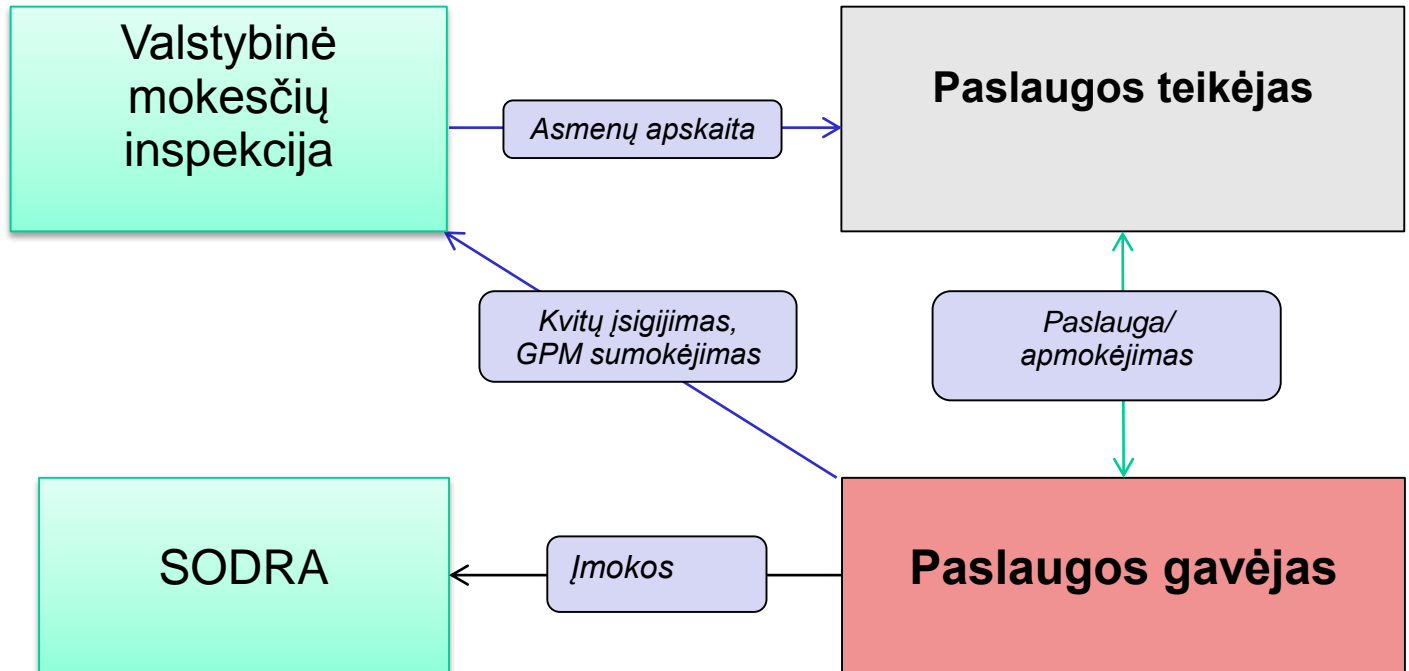 Valstybinė
mokesčių
inspekcija
Asmenų apskaita
Paslaugos teikėjas
Kvitų įsigijimas,
GPM sumokėjimas
Paslauga/
apmokėjimas
SODRA
Įmokos
Paslaugos gavėjas